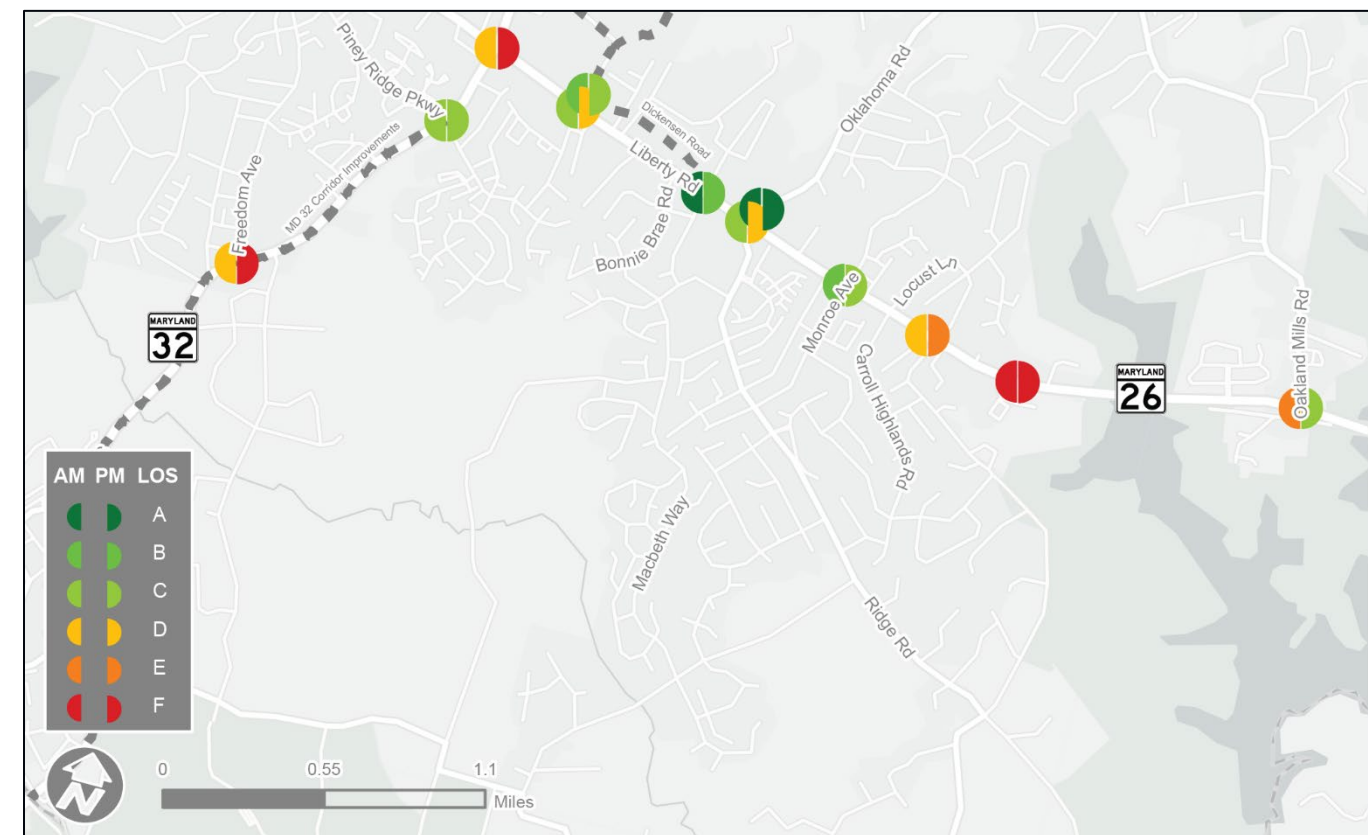 Piney Ridge Pkwy
Oklahoma Rd
Dickensen Road
MD 32 Corridor Improvements
Liberty Rd
Freedom Ave
Bonnie Brae Rd
Locust Ln
Monroe Ave
MARYLAND
32
Carroll Highlands Rd
MARYLAND
26
Oakland Mills Rd
AM PM LOS
A
B
C
D
E
F
Macbeth Way
Ridge Rd
N
0 0.55 1.1
Miles